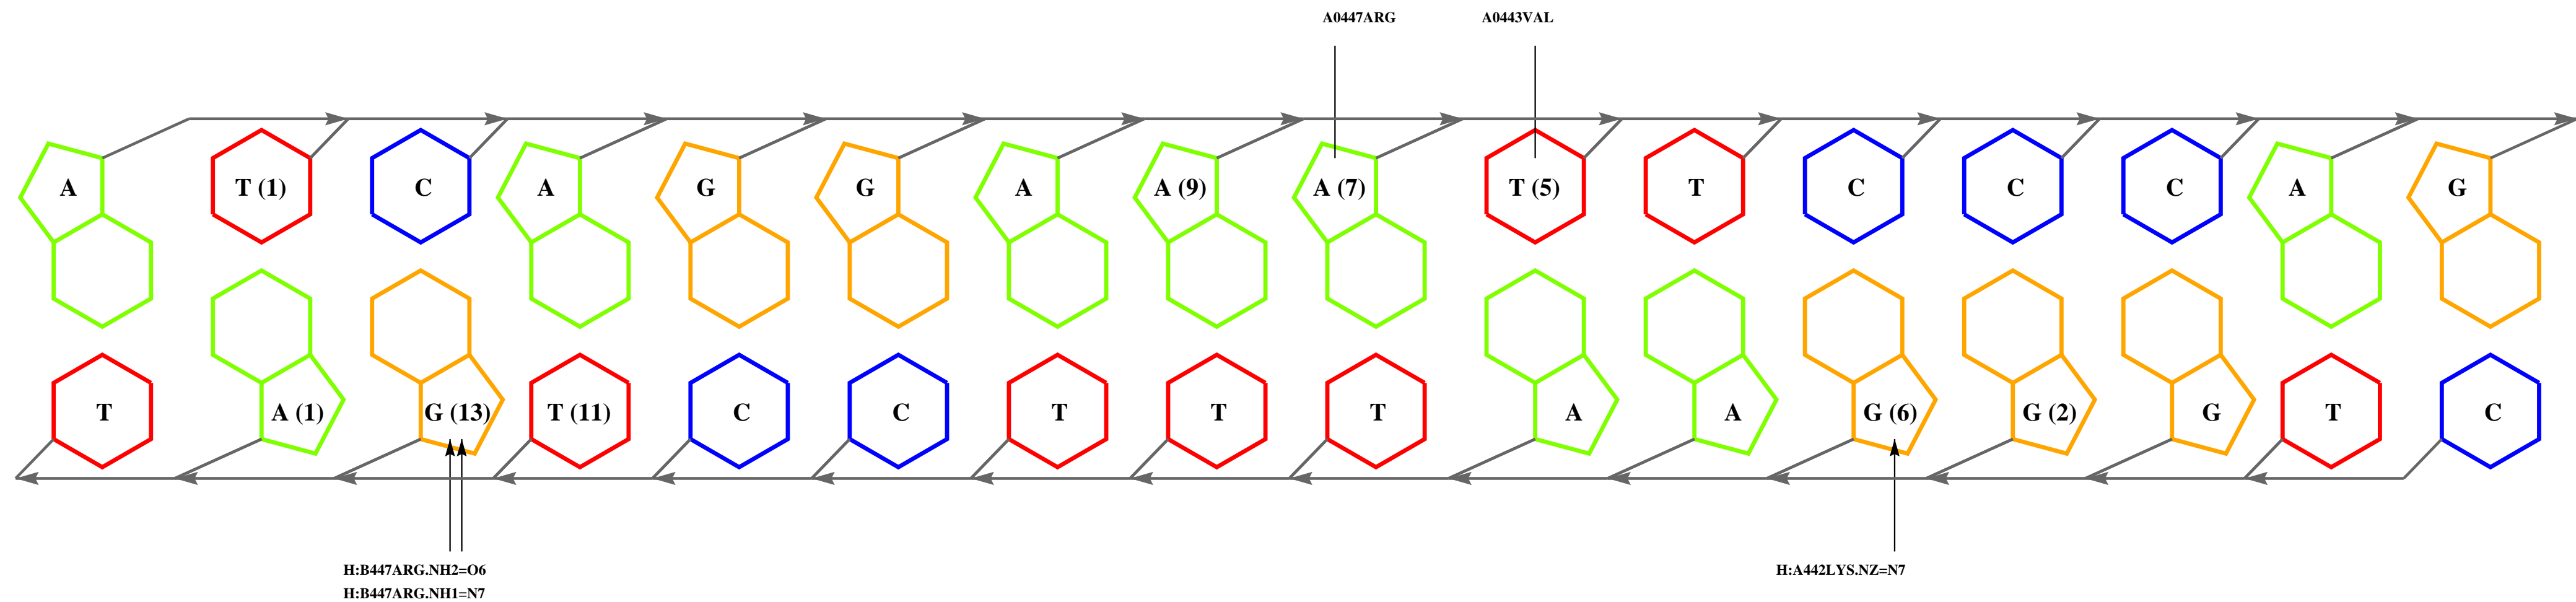 A0447ARG A0443VAL
A T (1) C A G G A A (9) A (7) T (5) T C C C A G
T A (1) G (13) T (11) C C T T T A A G (6) G (2) G T C
H:B447ARG.NH2=O6 H:A442LYS.NZ=N7
H:B447ARG.NH1=N7